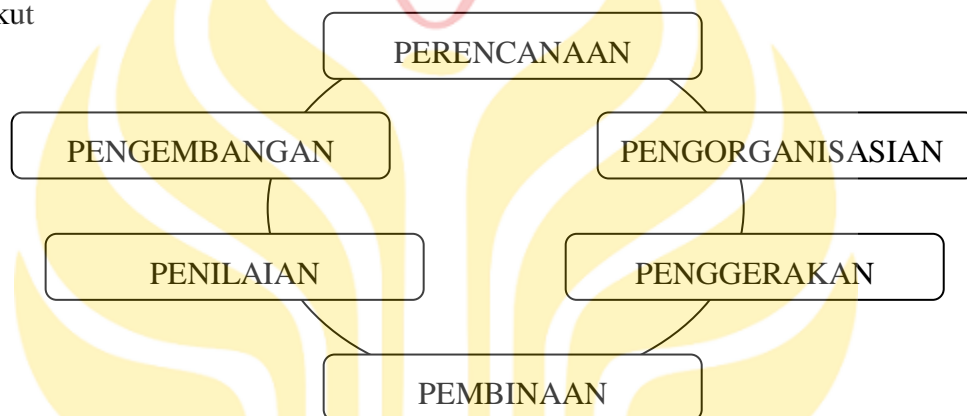 kut
PERENCANAAN
PENGEMBANGAN
PENGORGANISASIAN
PENILAIAN
PENGGERAKAN
PEMBINAAN